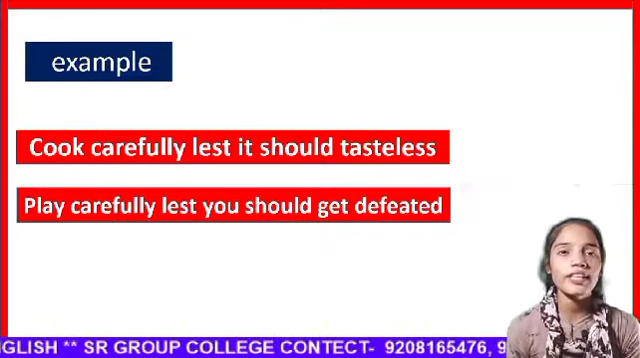 example
Cook carefully lest it should tasteless
Play carefully lest you should get defeated
NGLISH ** SR GROUP COLLEGE CONTECT- 9208165476, 9